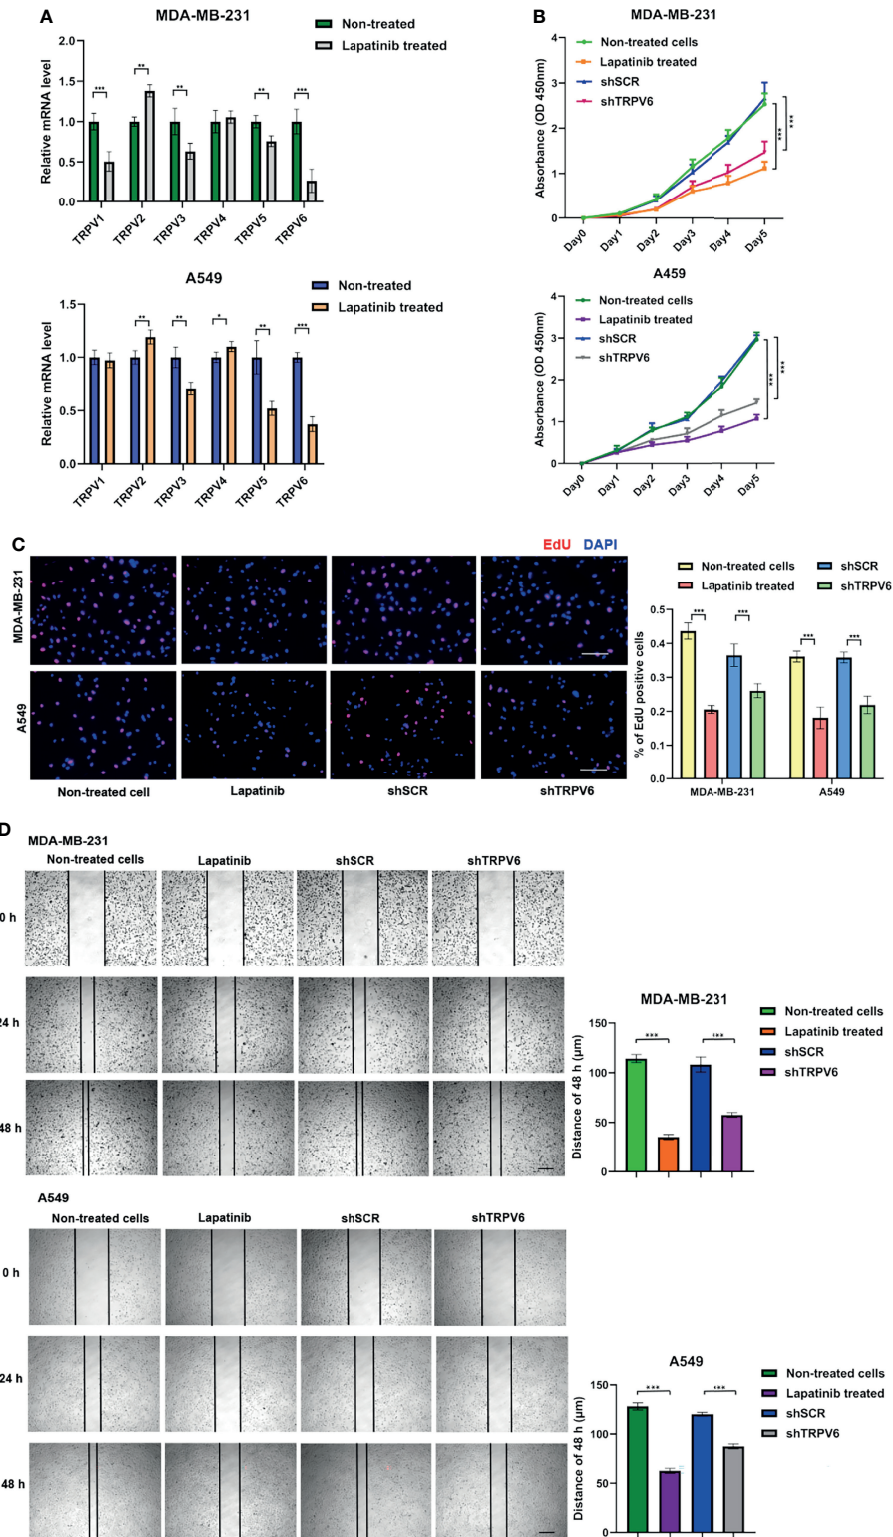 A
MDA-MB-231
Non-treated
Lapatinib treated
Relative mRNA level
2.0
1.5
1.0
0.5
0.0
***
**
**
**
***
TRPV1
TRPV2
TRPV3
TRPV4
TRPV5
TRPV6
A549
Non-treated
Lapatinib treated
Relative mRNA level
1.5
1.0
0.5
0.0
**
**
*
**
***
TRPV1
TRPV2
TRPV3
TRPV4
TRPV5
TRPV6
B
MDA-MB-231
Non-treated cells
Lapatinib treated
shSCR
shTRPV6
Absorbance (OD 450nm)
4
3
2
1
0
***
***
Day0
Day1
Day2
Day3
Day4
Day5
A459
Non-treated cells
Lapatinib treated
shSCR
shTRPV6
Absorbance (OD 450nm)
4
3
2
1
0
***
***
Day0
Day1
Day2
Day3
Day4
Day5
C
EdU DAPI
MDA-MB-231
A549
Non-treated cell
Lapatinib
shSCR
shTRPV6
Non-treated cells
shSCR
Lapatinib treated
shTRPV6
% of EdU positive cells
0.5
0.4
0.3
0.2
0.1
0.0
***
***
***
***
MDA-MB-231
A549
D
MDA-MB-231
Non-treated cells
Lapatinib
shSCR
shTRPV6
0 h
24 h
48 h
MDA-MB-231
Non-treated cells
Lapatinib treated
shSCR
shTRPV6
Distance of 48 h (μm)
150
100
50
0
***
***
A549
Non-treated cells
Lapatinib
shSCR
shTRPV6
0 h
24 h
48 h
A549
Non-treated cells
Lapatinib treated
shSCR
shTRPV6
Distance of 48 h (μm)
150
100
50
0
***
***